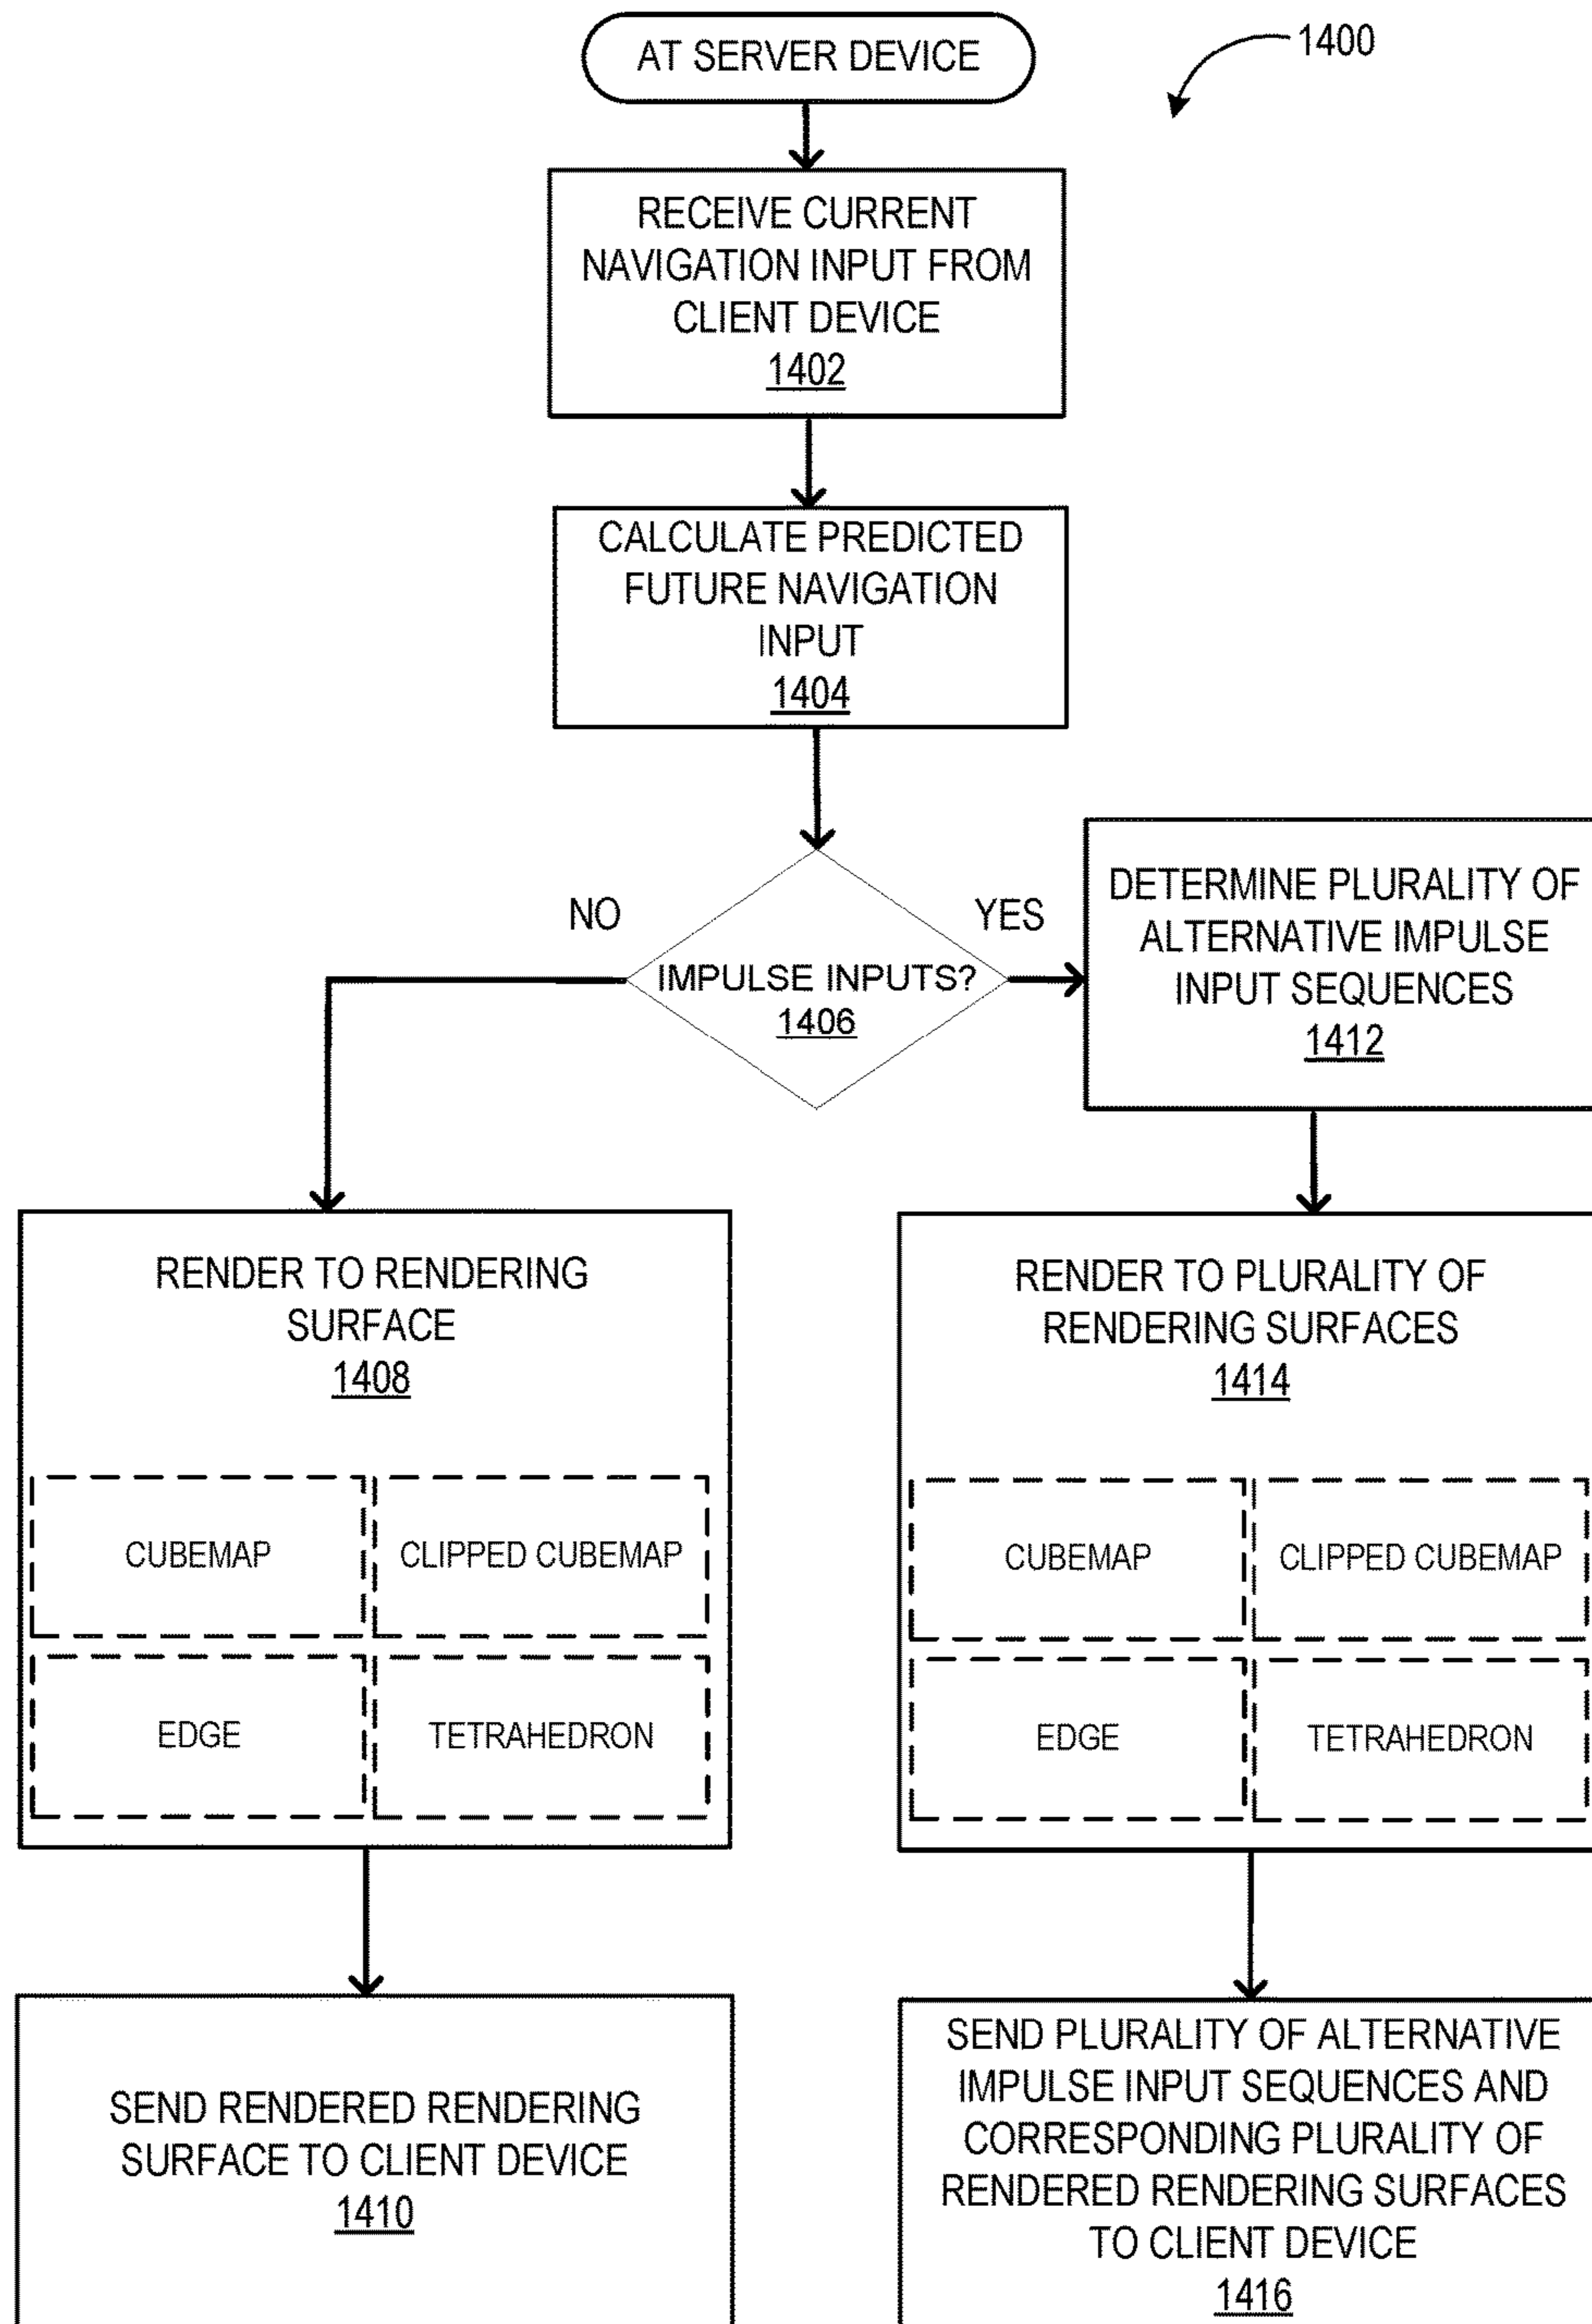 AT SERVER DEVICE
1400
RECEIVE CURRENT
NAVIGATION INPUT FROM
CLIENT DEVICE
1402
CALCULATE PREDICTED
FUTURE NAVIGATION
INPUT
1404
NO
YES
IMPULSE INPUTS?
1406
DETERMINE PLURALITY OF
ALTERNATIVE IMPULSE
INPUT SEQUENCES
1412
RENDER TO RENDERING
SURFACE
1408
CUBEMAP
CLIPPED CUBEMAP
EDGE
TETRAHEDRON
RENDER TO PLURALITY OF
RENDERING SURFACES
1414
CUBEMAP
CLIPPED CUBEMAP
EDGE
TETRAHEDRON
SEND RENDERED RENDERING
SURFACE TO CLIENT DEVICE
1410
SEND PLURALITY OF ALTERNATIVE
IMPULSE INPUT SEQUENCES AND
CORRESPONDING PLURALITY OF
RENDERED RENDERING SURFACES
TO CLIENT DEVICE
1416